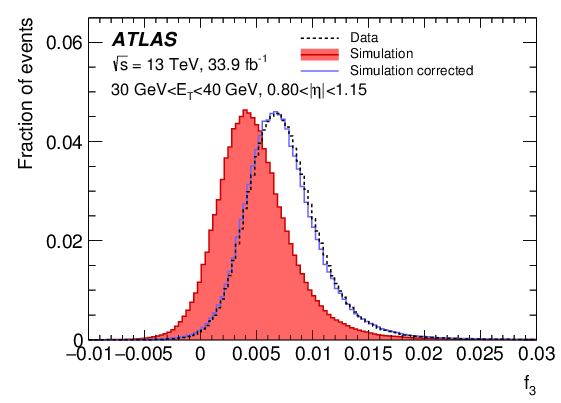 Fraction of events
ATLAS
√s = 13 TeV, 33.9 fb⁻¹
30 GeV<E_T<40 GeV, 0.80<|η|<1.15
Data
Simulation
Simulation corrected
0.06
0.04
0.02
0
−0.01 −0.005 0 0.005 0.01 0.015 0.02 0.025 0.03
f₃